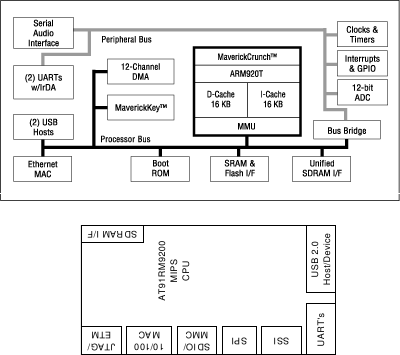 Serial
Audio
Interface
Peripheral Bus
Clocks &
Timers
(2) UARTs
w/IrDA
12-Channel
DMA
MaverickCrunch™
ARM920T
D-Cache
16 KB
I-Cache
16 KB
MMU
Interrupts
& GPIO
12-bit
ADC
MaverickKey™
(2) USB
Hosts
Processor Bus
Bus Bridge
Ethernet
MAC
Boot
ROM
SRAM &
Flash I/F
Unified
SDRAM I/F
SDRAM I/F
AT91RM9200
MIPS
CPU
USB 2.0
Host/Device
JTAG/
ETM
10/100
MAC
SDIO/
MMC
SPI
SSI
UART's